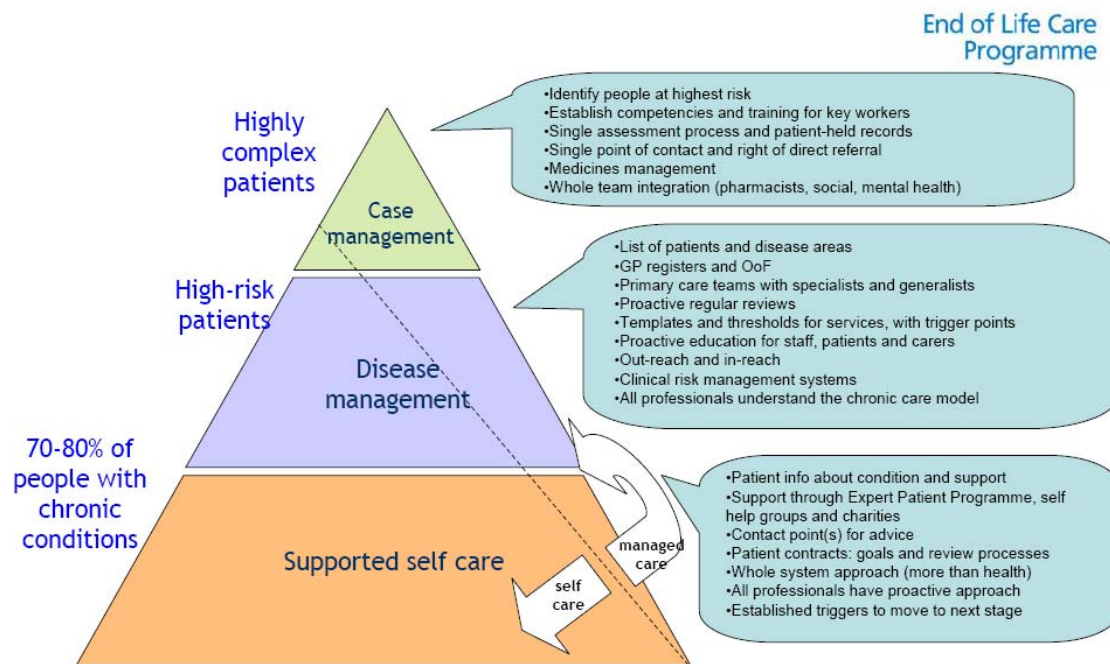 End of Life Care
Programme
Highly
complex
patients
Case
management
•Identify people at highest risk
•Establish competencies and training for key workers
•Single assessment process and patient-held records
•Single point of contact and right of direct referral
•Medicines management
•Whole team integration (pharmacists, social, mental health)
High-risk
patients
Disease
management
•List of patients and disease areas
•GP registers and OoF
•Primary care teams with specialists and generalists
•Proactive regular reviews
•Templates and thresholds for services, with trigger points
•Proactive education for staff, patients and carers
•Out-reach and in-reach
•Clinical risk management systems
•All professionals understand the chronic care model
70-80% of
people with
chronic
conditions
Supported self care
managed
care
self
care
•Patient info about condition and support
•Support through Expert Patient Programme, self
help groups and charities
•Contact point(s) for advice
•Patient contracts: goals and review processes
•Whole system approach (more than health)
•All professionals have proactive approach
•Established triggers to move to next stage